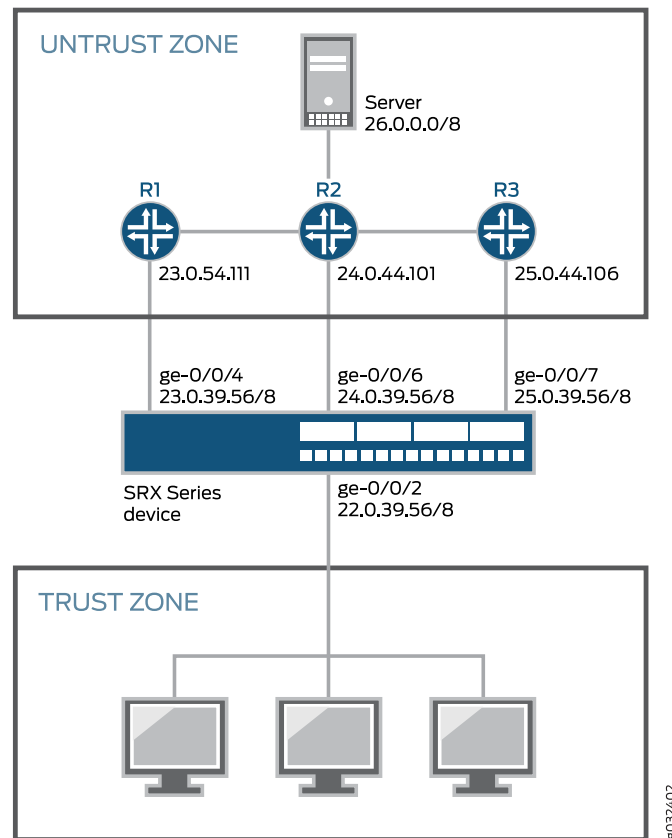 UNTRUST ZONE
Server
26.0.0.0/8
R1
R2
R3
23.0.54.111
24.0.44.101
25.0.44.106
ge-0/0/4
23.0.39.56/8
ge-0/0/6
24.0.39.56/8
ge-0/0/7
25.0.39.56/8
SRX Series
device
ge-0/0/2
22.0.39.56/8
TRUST ZONE
g032402